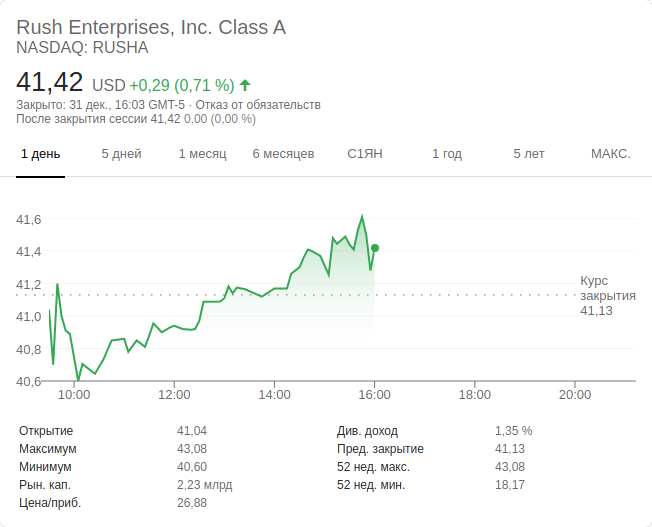 Rush Enterprises, Inc. Class A
NASDAQ: RUSHA
41,42 USD +0,29 (0,71 %)
Закрыто: 31 дек., 16:03 GMT-5 · Отказ от обязательств
После закрытия сессии 41,42 0,00 (0,00 %)
1 день 5 дней 1 месяц 6 месяцев С1ЯН 1 год 5 лет МАКС.
41,6
41,4
41,2
41,0
40,8
40,6
Курс
закрытия
41,13
10:00 12:00 14:00 16:00 18:00 20:00
Открытие 41,04 Див. доход 1,35 %
Максимум 43,08 Пред. закрытие 41,13
Минимум 40,60 52 нед. макс. 43,08
Рын. кап. 2,23 млрд 52 нед. мин. 18,17
Цена/приб. 26,88